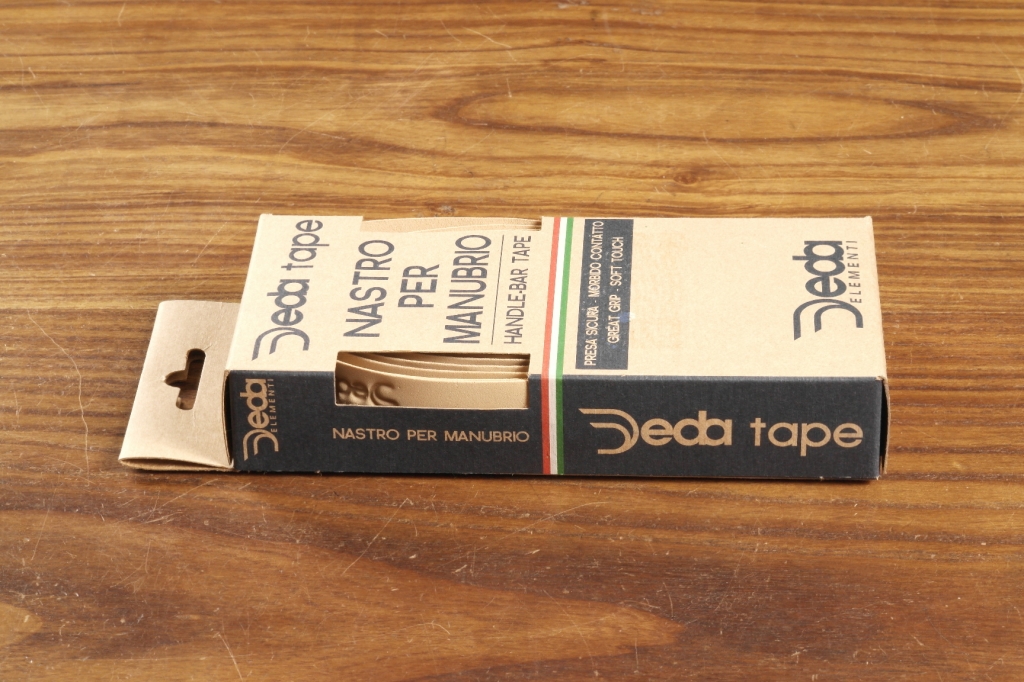 Deda tape
NASTRO
PER
MANUBRIO
HANDLE-BAR TAPE
PRESA SICURA - MORBIDO CONTATTO
GREAT GRIP - SOFT TOUCH
Deda
ELEMENTI
Deda
ELEMENTI
NASTRO PER MANUBRIO
Deda tape